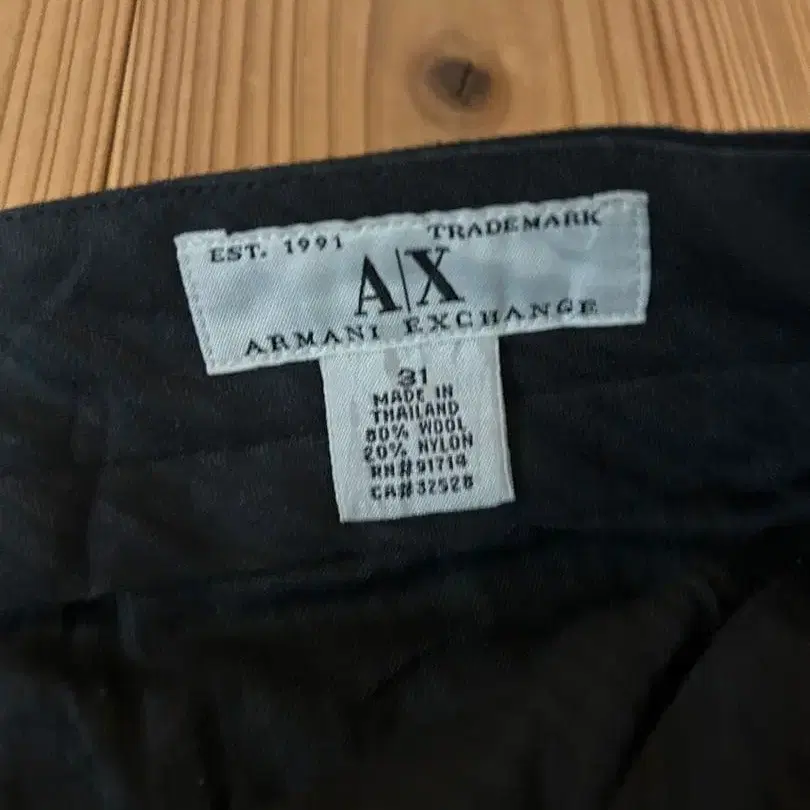 EST. 1991 TRADEMARK
A|X
ARMANI EXCHANGE
31
MADE IN
THAILAND
80% WOOL
20% NYLON
RN#91714
CA#32528